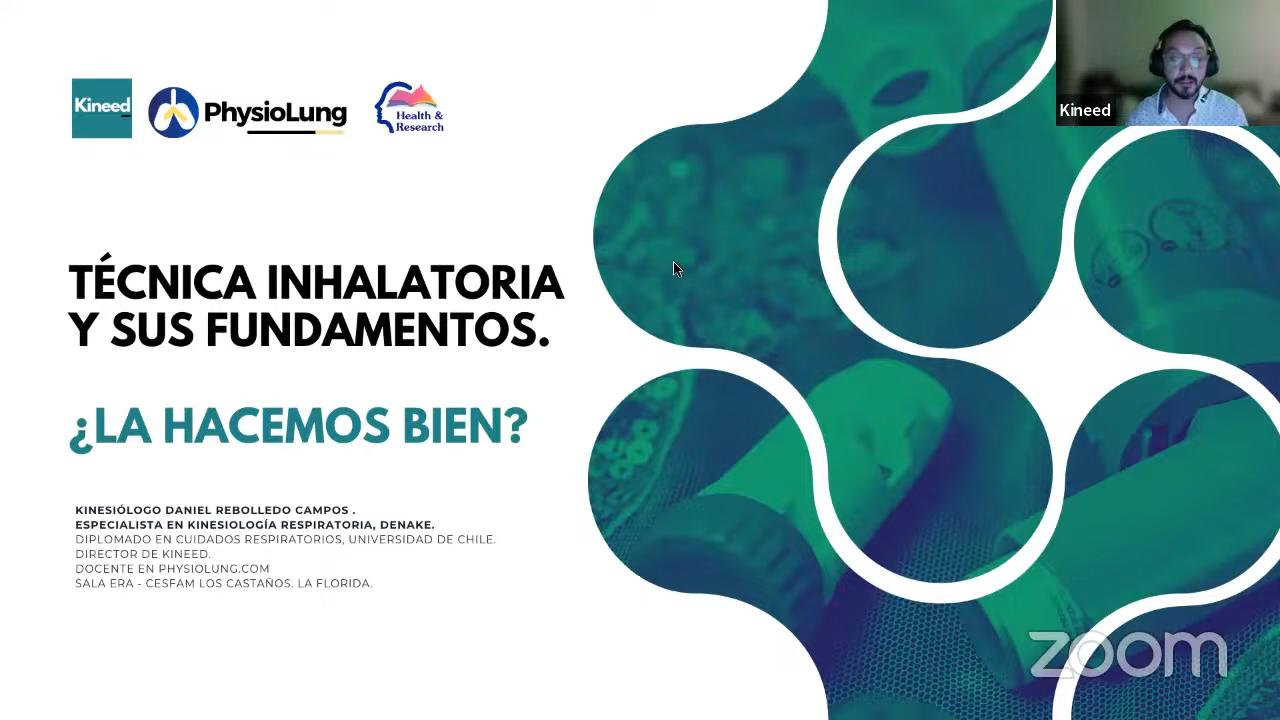 Kineed
PhysioLung
Health &
Research
Kineed
TÉCNICA INHALATORIA
Y SUS FUNDAMENTOS.
¿LA HACEMOS BIEN?
KINESIÓLOGO DANIEL REBOLLEDO CAMPOS .
ESPECIALISTA EN KINESIOLOGÍA RESPIRATORIA, DENAKE.
DIPLOMADO EN CUIDADOS RESPIRATORIOS, UNIVERSIDAD DE CHILE.
DIRECTOR DE KINEED.
DOCENTE EN PHYSIOLUNG.COM
SALA ERA - CESFAM LOS CASTAÑOS. LA FLORIDA.
zoom